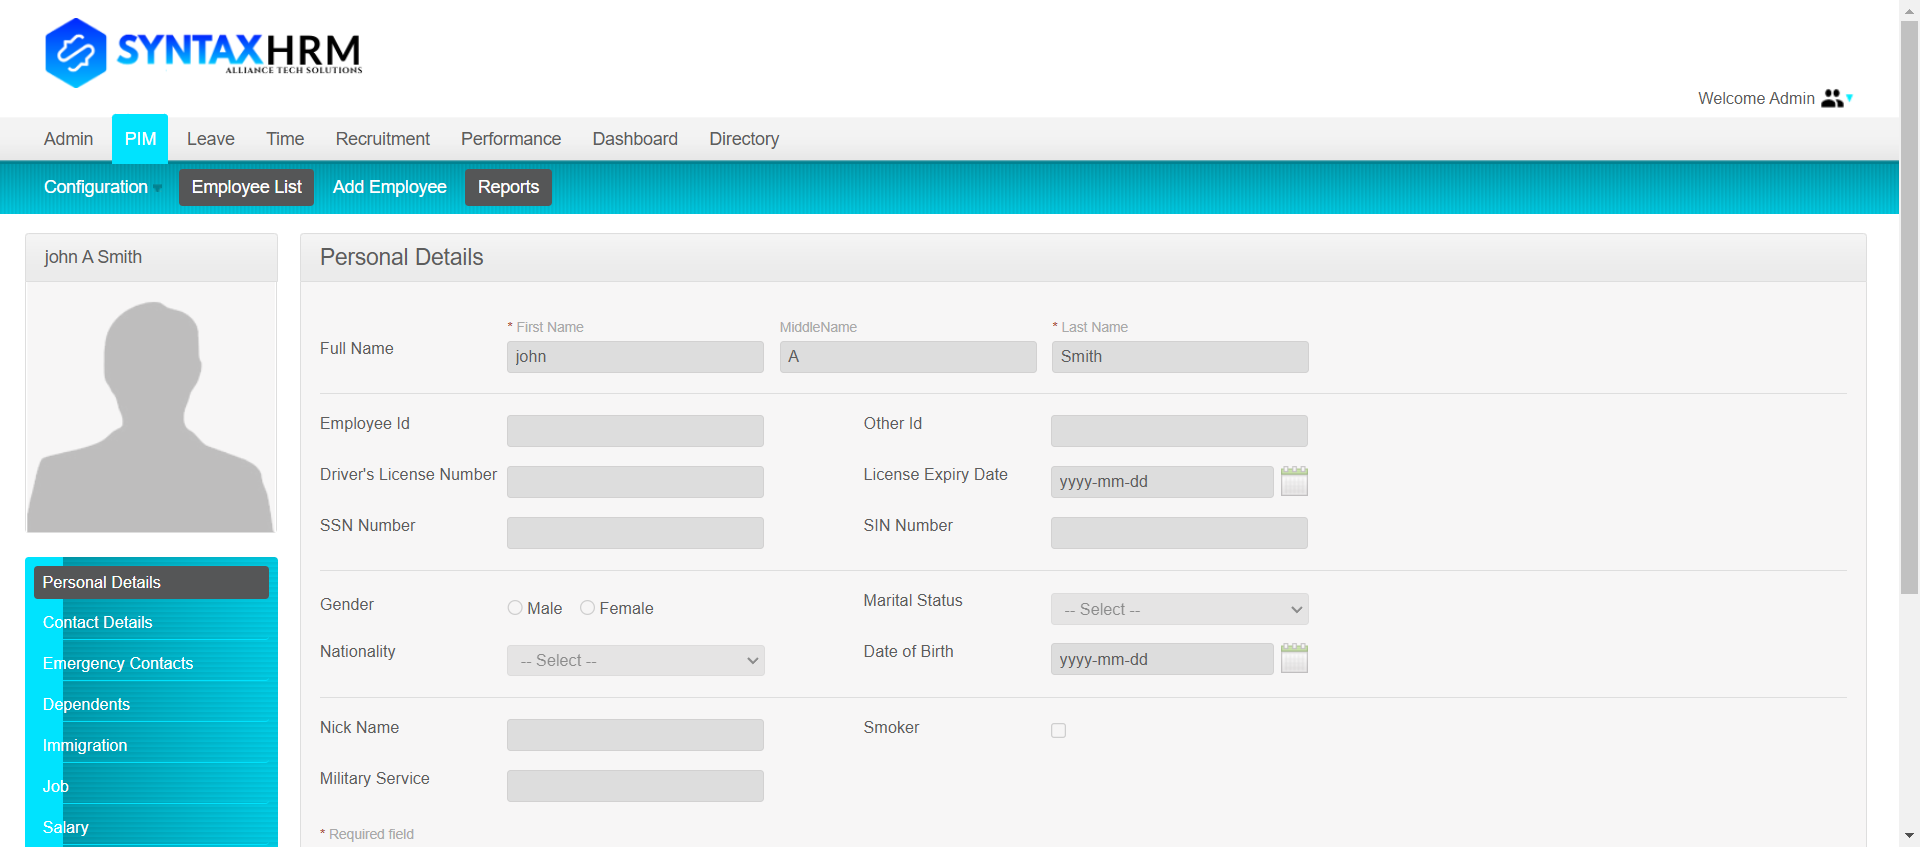 SYNTAXHRM
ALLIANCE TECH SOLUTIONS
Welcome Admin
Admin PIM Leave Time Recruitment Performance Dashboard Directory
Configuration Employee List Add Employee Reports
john A Smith
Personal Details
Contact Details
Emergency Contacts
Dependents
Immigration
Job
Salary
Personal Details
* First Name MiddleName * Last Name
Full Name john A Smith
Employee Id Other Id
Driver's License Number License Expiry Date yyyy-mm-dd
SSN Number SIN Number
Gender Male Female Marital Status -- Select --
Nationality -- Select -- Date of Birth yyyy-mm-dd
Nick Name Smoker
Military Service
* Required field